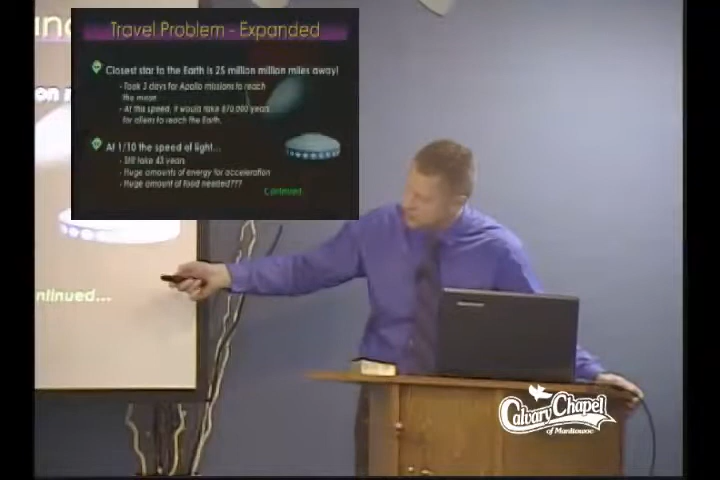 Travel Problem - Expanded
Closest star to the Earth is 25 million million miles away!
- Took 3 days for Apollo missions to reach
the moon
- At this speed, it would take 870,000 years
for aliens to reach the Earth.
At 1/10 the speed of light...
- Still take 43 years
- Huge amounts of energy for acceleration
- Huge amount of food needed???
Continued
ntinued...
Calvary Chapel
of Manitowoc